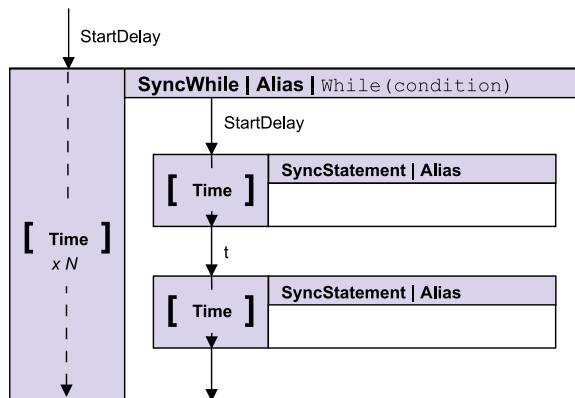 StartDelay
SyncWhile | Alias | While(condition)
StartDelay
SyncStatement | Alias
[ Time ]
[ Time ]
x N
t
SyncStatement | Alias
[ Time ]